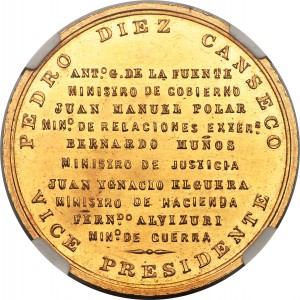 PEDRO DIEZ CANSECO
ANTº. G. DE LA FUENTE
MINISTRO DE GOBIERNO
JUAN MANUEL POLAR
MINº. DE RELACIONES EXXERˢ.
BERNARDO MUÑOS
MINISTRO DE JUSTICIA
JUAN YGNACIO ELGUERA
MINISTRO DE HACIENDA
FERNDO. ALVIZURI
MINº. DE GUERRA
VICE PRESIDENTE